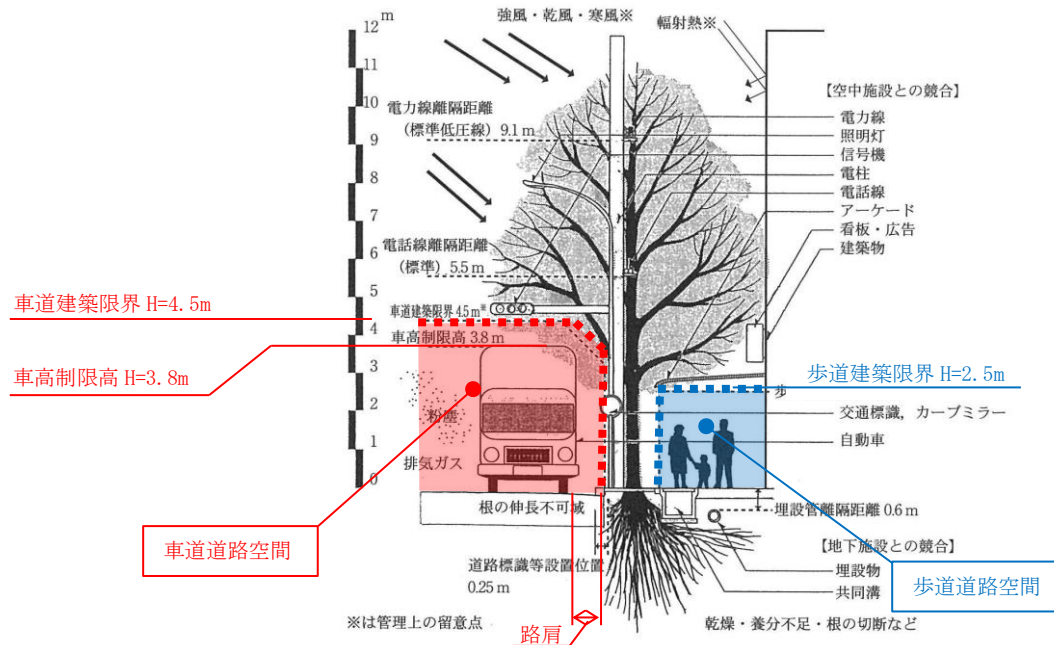 m
12
11
10
9
8
7
6
5
4
3
2
1
0
強風・乾風・寒風※
輻射熱※
【空中施設との競合】
電力線離隔距離
(標準低圧線) 9.1 m
電力線
照明灯
信号機
電柱
電話線
アーケード
看板・広告
建築物
電話線離隔距離
(標準) 5.5 m
車道建築限界 H=4.5m
車道建築限界 4.5 m※
車高制限高 3.8 m
車高制限高 H=3.8m
歩道建築限界 H=2.5m
歩
粉塵
交通標識，カーブミラー
自動車
排気ガス
根の伸長不可域
埋設管離隔距離 0.6 m
車道道路空間
【地下施設との競合】
道路標識等設置位置
0.25 m
埋設物
共同溝
歩道道路空間
※は管理上の留意点
路肩
乾燥・養分不足・根の切断など